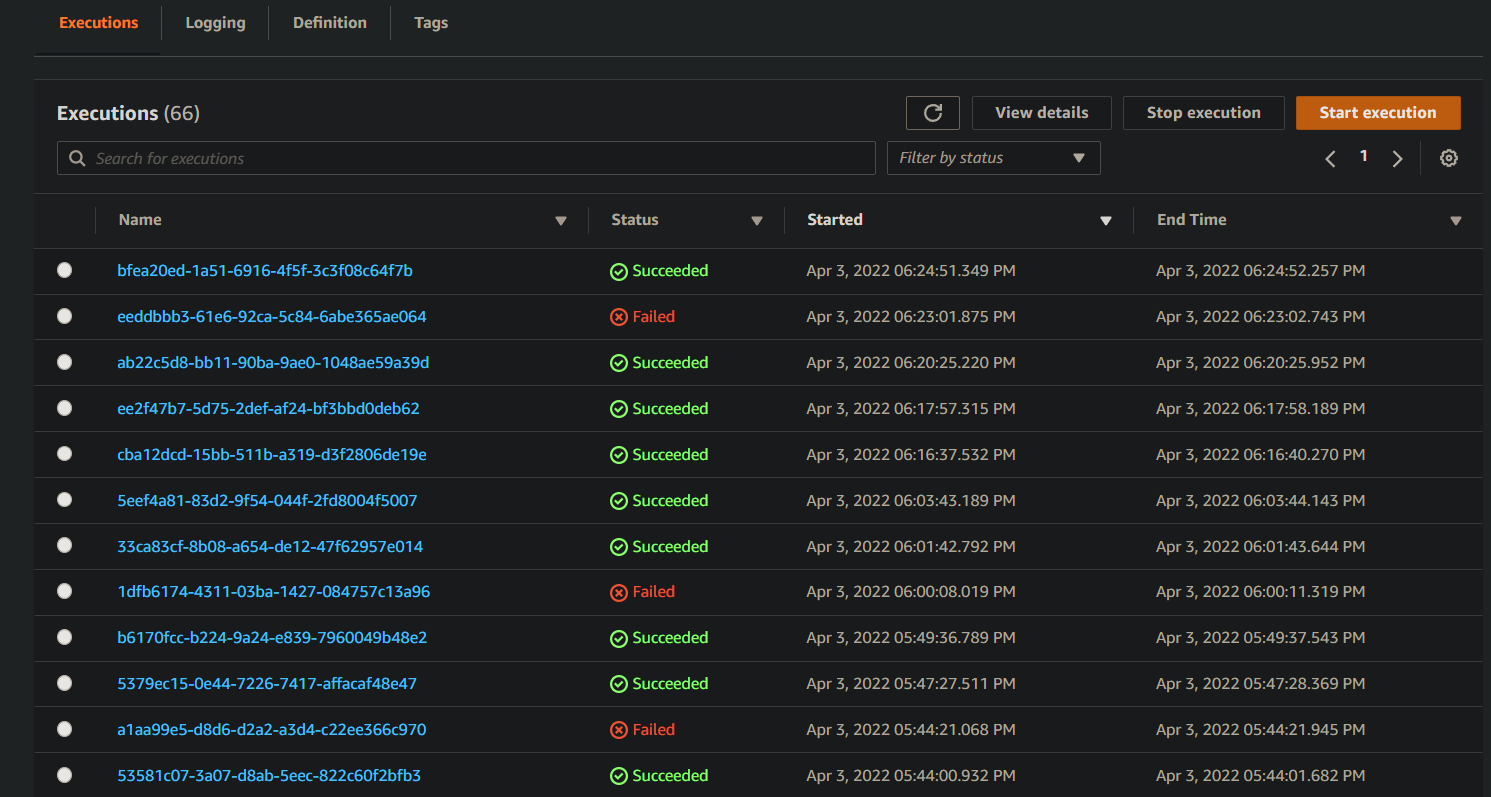 Executions Logging Definition Tags
Executions (66) View details Stop execution Start execution
Search for executions Filter by status 1
Name Status Started End Time
bfea20ed-1a51-6916-4f5f-3c3f08c64f7b Succeeded Apr 3, 2022 06:24:51.349 PM Apr 3, 2022 06:24:52.257 PM
eeddbbb3-61e6-92ca-5c84-6abe365ae064 Failed Apr 3, 2022 06:23:01.875 PM Apr 3, 2022 06:23:02.743 PM
ab22c5d8-bb11-90ba-9ae0-1048ae59a39d Succeeded Apr 3, 2022 06:20:25.220 PM Apr 3, 2022 06:20:25.952 PM
ee2f47b7-5d75-2def-af24-bf3bbd0deb62 Succeeded Apr 3, 2022 06:17:57.315 PM Apr 3, 2022 06:17:58.189 PM
cba12dcd-15bb-511b-a319-d3f2806de19e Succeeded Apr 3, 2022 06:16:37.532 PM Apr 3, 2022 06:16:40.270 PM
5eef4a81-83d2-9f54-044f-2fd8004f5007 Succeeded Apr 3, 2022 06:03:43.189 PM Apr 3, 2022 06:03:44.143 PM
33ca83cf-8b08-a654-de12-47f62957e014 Succeeded Apr 3, 2022 06:01:42.792 PM Apr 3, 2022 06:01:43.644 PM
1dfb6174-4311-03ba-1427-084757c13a96 Failed Apr 3, 2022 06:00:08.019 PM Apr 3, 2022 06:00:11.319 PM
b6170fcc-b224-9a24-e839-7960049b48e2 Succeeded Apr 3, 2022 05:49:36.789 PM Apr 3, 2022 05:49:37.543 PM
5379ec15-0e44-7226-7417-affacaf48e47 Succeeded Apr 3, 2022 05:47:27.511 PM Apr 3, 2022 05:47:28.369 PM
a1aa99e5-d8d6-d2a2-a3d4-c22ee366c970 Failed Apr 3, 2022 05:44:21.068 PM Apr 3, 2022 05:44:21.945 PM
53581c07-3a07-d8ab-5eec-822c60f2bfb3 Succeeded Apr 3, 2022 05:44:00.932 PM Apr 3, 2022 05:44:01.682 PM